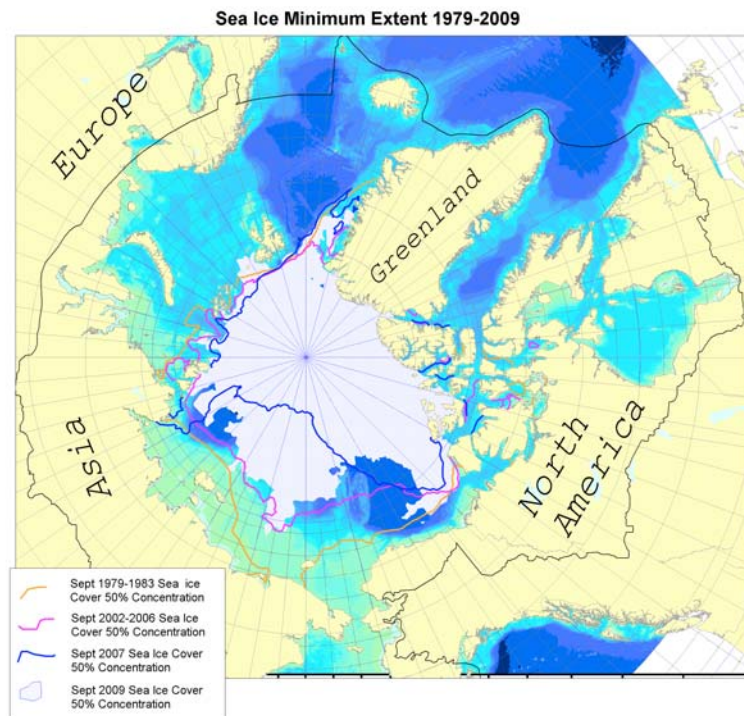 Sea Ice Minimum Extent 1979-2009
Europe
Greenland
Asia
North
America
Sept 1979-1983 Sea ice
Cover 50% Concentration
Sept 2002-2006 Sea Ice
Cover 50% Concentration
Sept 2007 Sea Ice Cover
50% Concentration
Sept 2009 Sea Ice Cover
50% Concentration